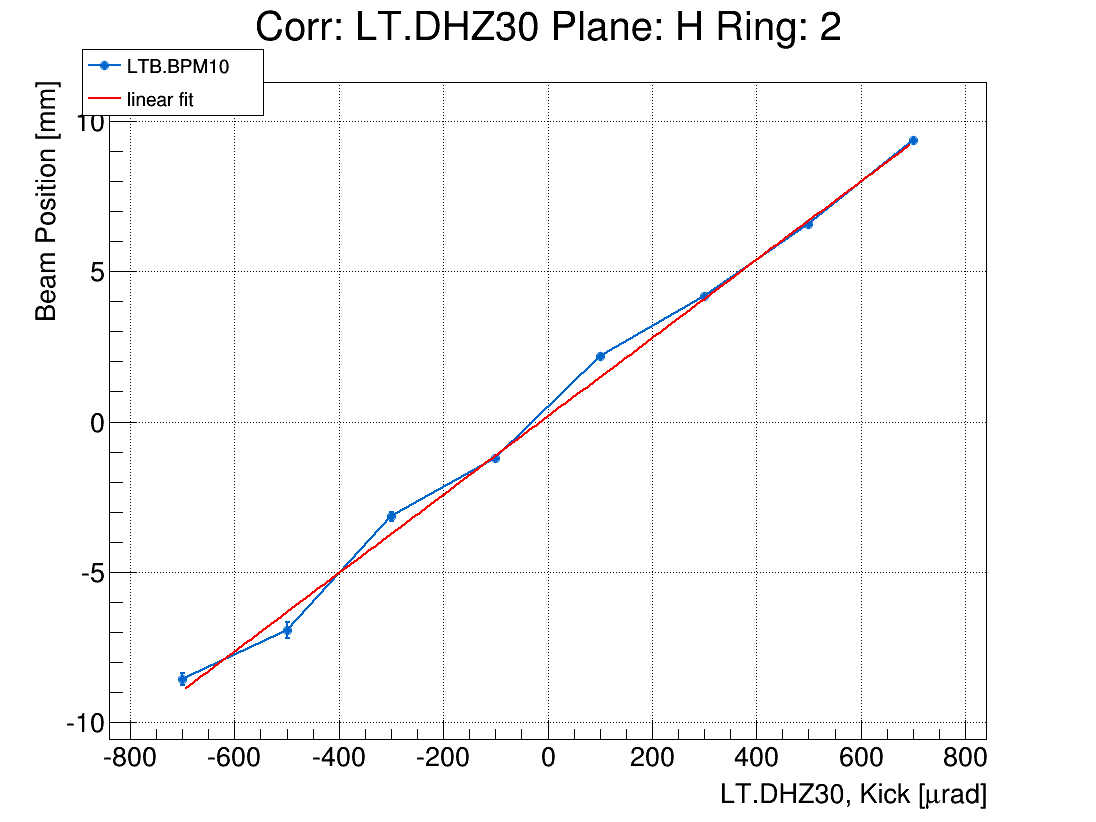 Corr: LT.DHZ30 Plane: H Ring: 2
LTB.BPM10
linear fit
Beam Position [mm]
10
5
0
-5
-10
-800 -600 -400 -200 0 200 400 600 800
LT.DHZ30, Kick [μrad]